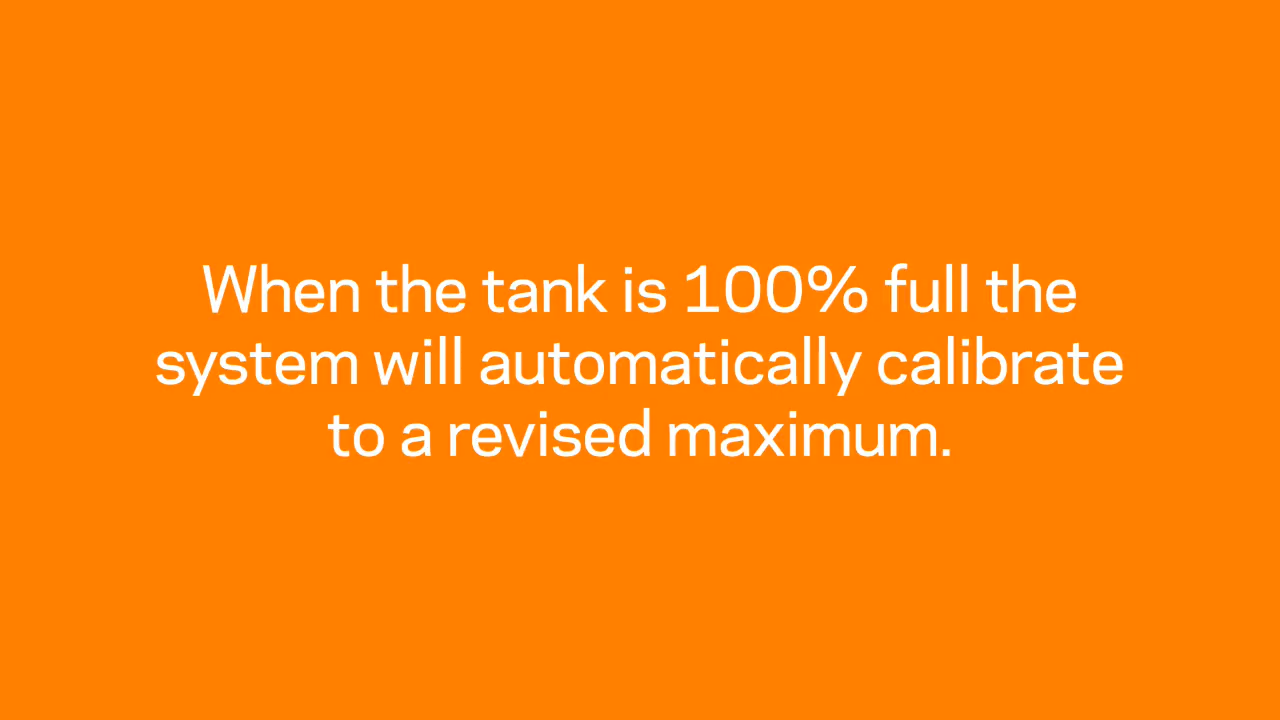 When the tank is 100% full the
system will automatically calibrate
to a revised maximum.